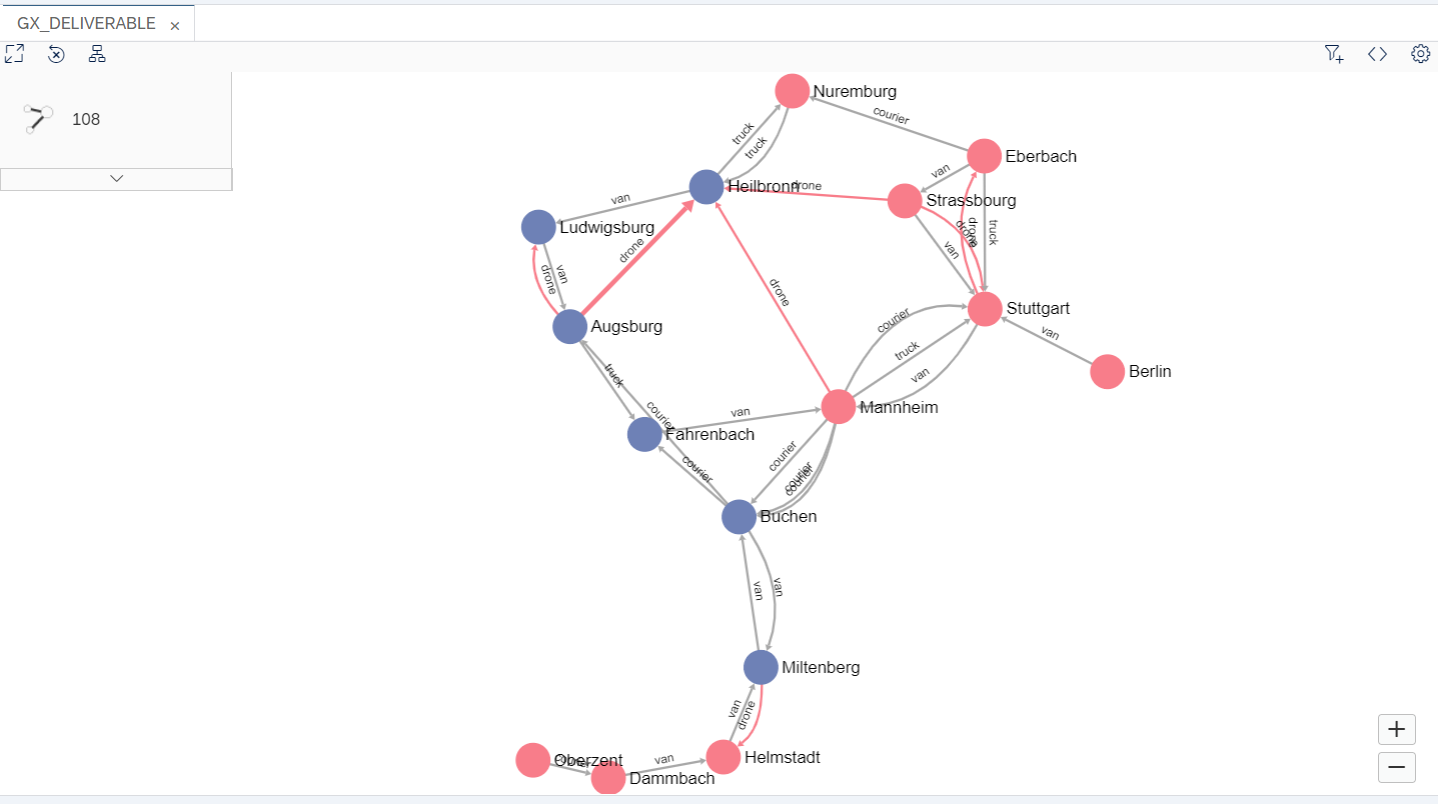 GX_DELIVERABLE ×
108
Nuremburg
courier
truck
truck
Eberbach
van
Heilbronn
drone
Strassbourg
van
Ludwigsburg
drone
drone
truck
drone
van
van
drone
drone
courier
Stuttgart
Augsburg
truck
van
van
Berlin
truck
courier
van
Mannheim
Fahrenbach
courier
courier
courier
courier
Buchen
van
van
Miltenberg
van
drone
Oberzent
van
Helmstadt
Dammbach